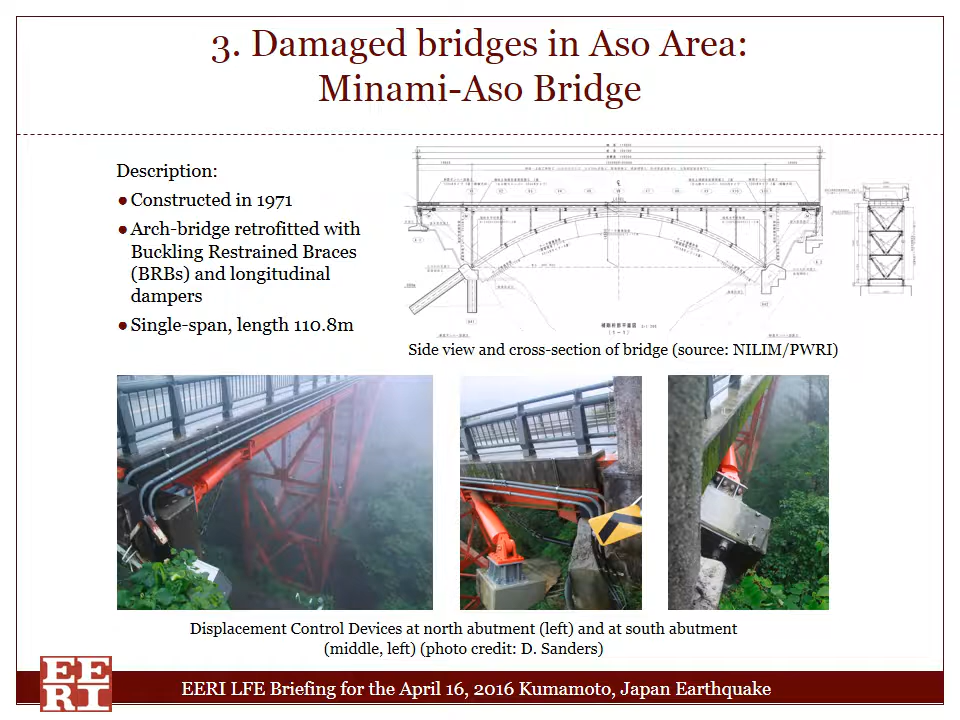 3. Damaged bridges in Aso Area:
Minami-Aso Bridge
Description:
●Constructed in 1971
●Arch-bridge retrofitted with
Buckling Restrained Braces
(BRBs) and longitudinal
dampers
●Single-span, length 110.8m
Side view and cross-section of bridge (source: NILIM/PWRI)
Displacement Control Devices at north abutment (left) and at south abutment
(middle, left) (photo credit: D. Sanders)
EE
RI
EERI LFE Briefing for the April 16, 2016 Kumamoto, Japan Earthquake